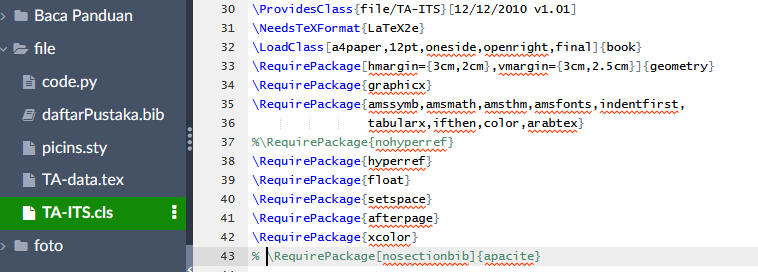 Baca Panduan
file
code.py
daftarPustaka.bib
picins.sty
TA-data.tex
TA-ITS.cls
foto
30 \ProvidesClass{file/TA-ITS}[12/12/2010 v1.01]
31 \NeedsTeXFormat{LaTeX2e}
32 \LoadClass[a4paper,12pt,oneside,openright,final]{book}
33 \RequirePackage[hmargin={3cm,2cm},vmargin={3cm,2.5cm}]{geometry}
34 \RequirePackage{graphicx}
35 \RequirePackage{amssymb,amsmath,amsthm,amsfonts,indentfirst,
36 tabularx,ifthen,color,arabtex}
37 %\RequirePackage{nohyperref}
38 \RequirePackage{hyperref}
39 \RequirePackage{float}
40 \RequirePackage{setspace}
41 \RequirePackage{afterpage}
42 \RequirePackage{xcolor}
43 % \RequirePackage[nosectionbib]{apacite}